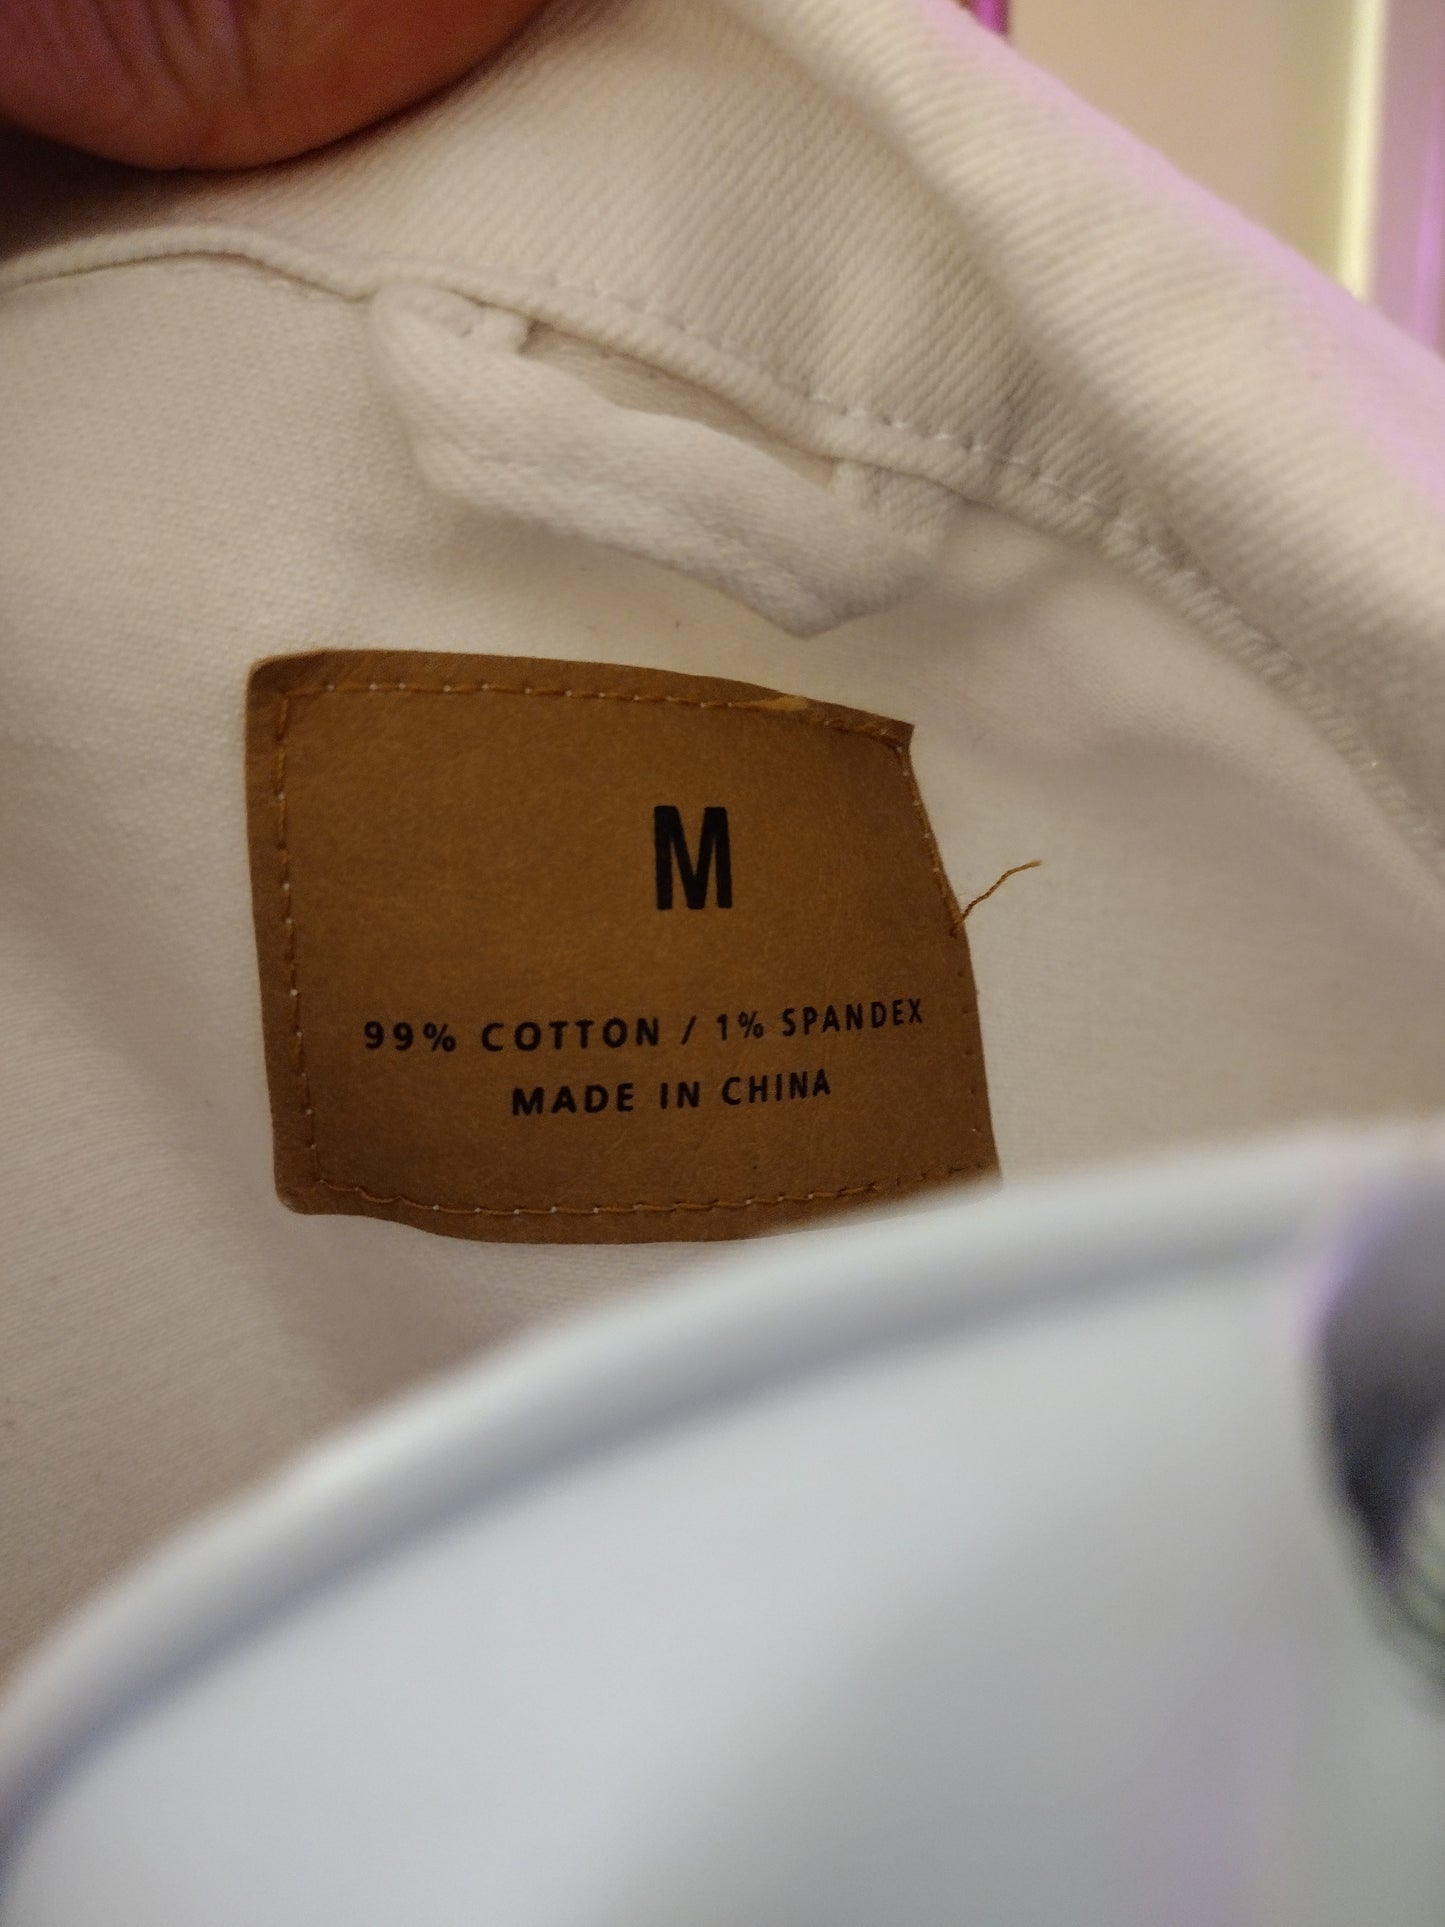 M
99% COTTON / 1% SPANDEX
MADE IN CHINA